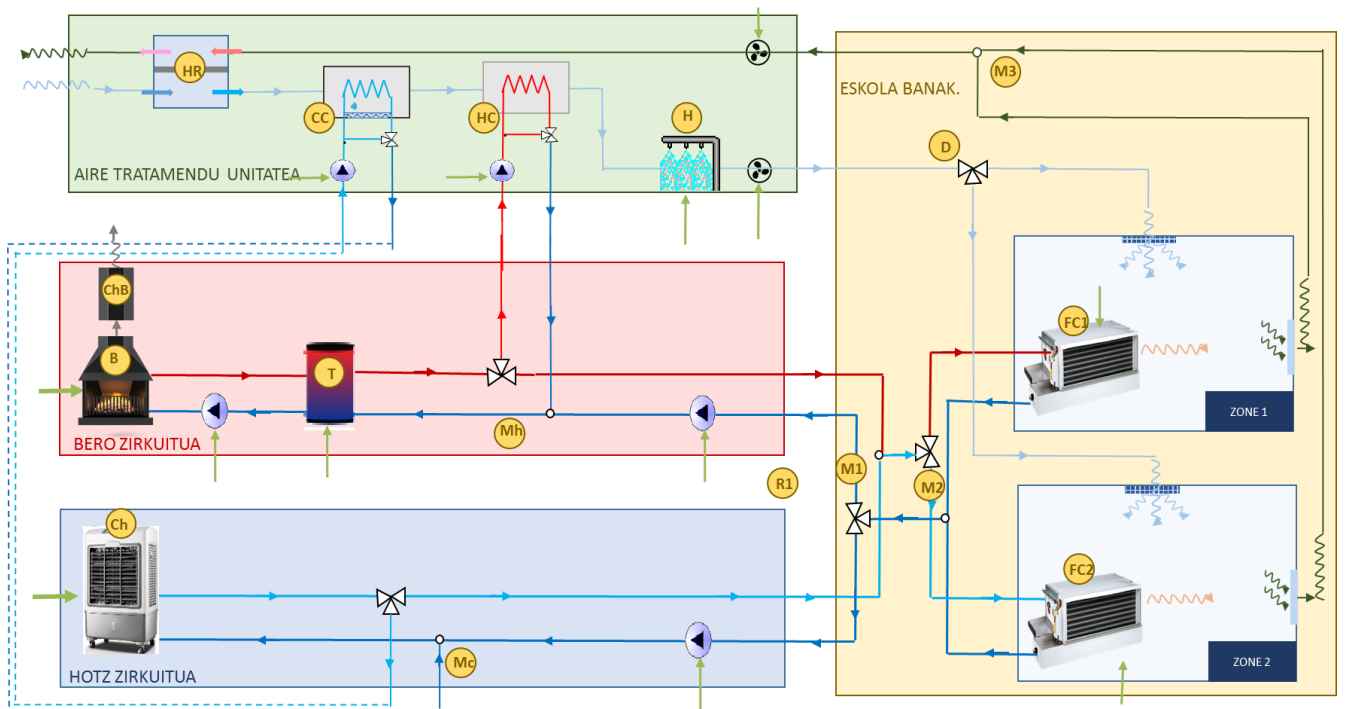 HR
M3
ESKOLA BANAK.
CC
HC
H
D
AIRE TRATAMENDU UNITATEA
ChB
FC1
B
T
ZONE 1
Mh
BERO ZIRKUITUA
M1
R1
M2
Ch
FC2
Mc
ZONE 2
HOTZ ZIRKUITUA